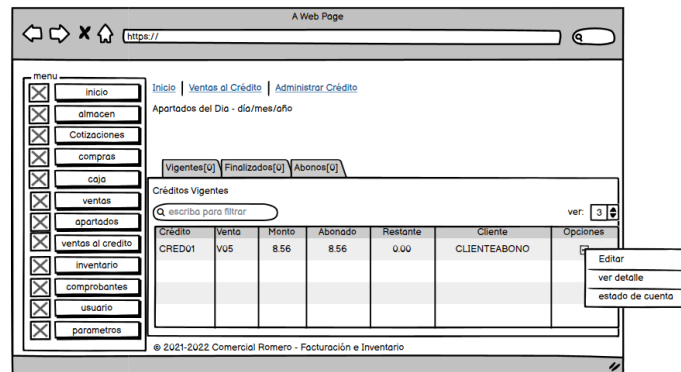 A Web Page
https://
menu
inicio
almacen
Cotizaciones
compras
caja
ventas
apartados
ventas al credito
inventario
comprobantes
usuario
parametros
Inicio | Ventas al Crédito | Administrar Crédito
Apartados del Dia - día/mes/año
Vigentes[0] Finalizados[0] Abonos[0]
Créditos Vigentes
escriba para filtrar
ver: 3
Crédito Venta Monto Abonado Restante Cliente Opciones
CRED01 V05 8.56 8.56 0.00 CLIENTEABONO
Editar
ver detalle
estado de cuenta
© 2021-2022 Comercial Romero - Facturación e Inventario